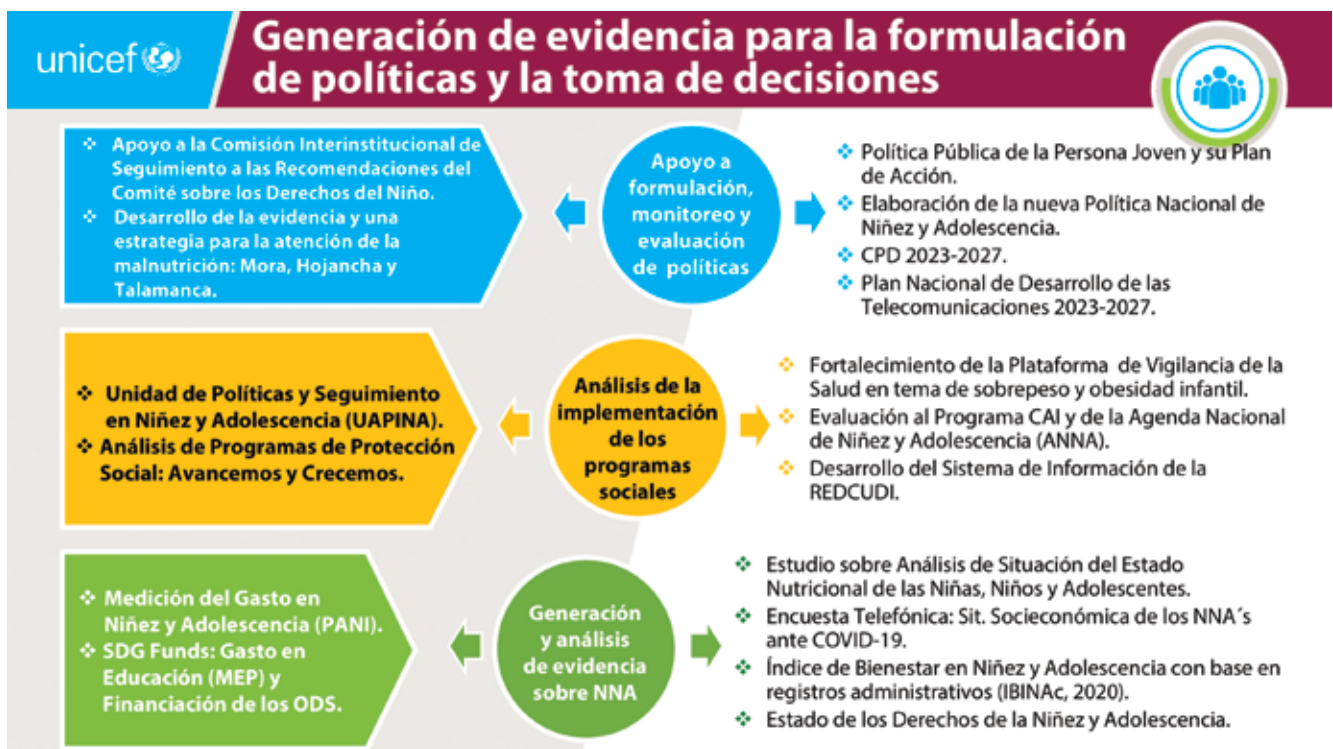 unicef
Generación de evidencia para la formulación
de políticas y la toma de decisiones
❖ Apoyo a la Comisión Interinstitucional de
Seguimiento a las Recomendaciones del
Comité sobre los Derechos del Niño.
❖ Desarrollo de la evidencia y una
estrategia para la atención de la
malnutrición: Mora, Hojancha y
Talamanca.
Apoyo a
formulación,
monitoreo y
evaluación
de políticas
❖ Política Pública de la Persona Joven y su Plan
de Acción.
❖ Elaboración de la nueva Política Nacional de
Niñez y Adolescencia.
❖ CPD 2023-2027.
❖ Plan Nacional de Desarrollo de las
Telecomunicaciones 2023-2027.
❖ Unidad de Políticas y Seguimiento
en Niñez y Adolescencia (UAPINA).
❖ Análisis de Programas de Protección
Social: Avancemos y Crecemos.
Análisis de la
implementación
de los
programas
sociales
❖ Fortalecimiento de la Plataforma de Vigilancia de la
Salud en tema de sobrepeso y obesidad infantil.
❖ Evaluación al Programa CAI y de la Agenda Nacional
de Niñez y Adolescencia (ANNA).
❖ Desarrollo del Sistema de Información de la
REDCUDI.
❖ Medición del Gasto en
Niñez y Adolescencia (PANI).
❖ SDG Funds: Gasto en
Educación (MEP) y
Financiación de los ODS.
Generación
y análisis
de evidencia
sobre NNA
❖ Estudio sobre Análisis de Situación del Estado
Nutricional de las Niñas, Niños y Adolescentes.
❖ Encuesta Telefónica: Sit. Socieconómica de los NNA´s
ante COVID-19.
❖ Índice de Bienestar en Niñez y Adolescencia con base en
registros administrativos (IBINAc, 2020).
❖ Estado de los Derechos de la Niñez y Adolescencia.